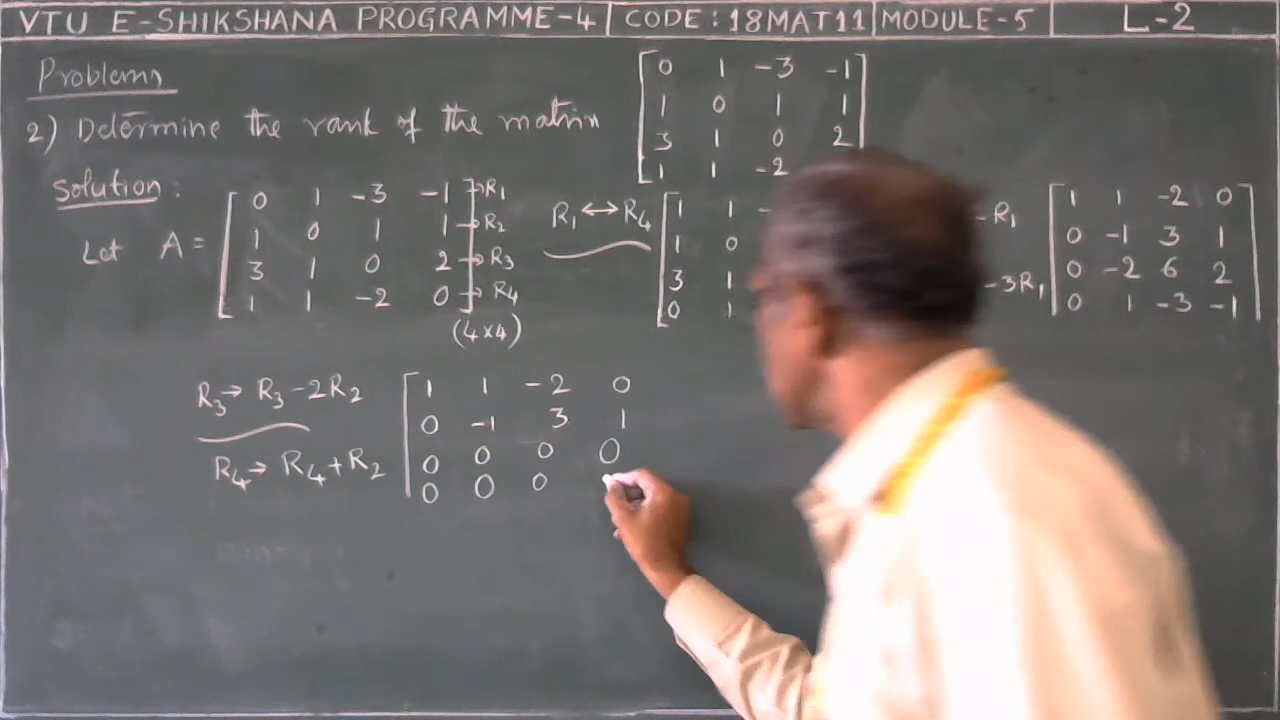 VTU E-SHIKSHANA PROGRAMME-4 CODE: 18MAT11 MODULE-5 L-2
Problems
2) Determine the rank of the matrix
0 1 -3 -1
1 0 1 1
3 1 0 2
1 1 -2
Solution:
Let A =
0 1 -3 -1 → R1
1 0 1 1 → R2
3 1 0 2 → R3
1 1 -2 0 → R4
(4×4)
R1 ↔ R4
1 1 -
1 0
3 1
0 1
- R1
- 3R1
1 1 -2 0
0 -1 3 1
0 -2 6 2
0 1 -3 -1
R3 → R3 - 2R2
R4 → R4 + R2
1 1 -2 0
0 -1 3 1
0 0 0 0
0 0 0